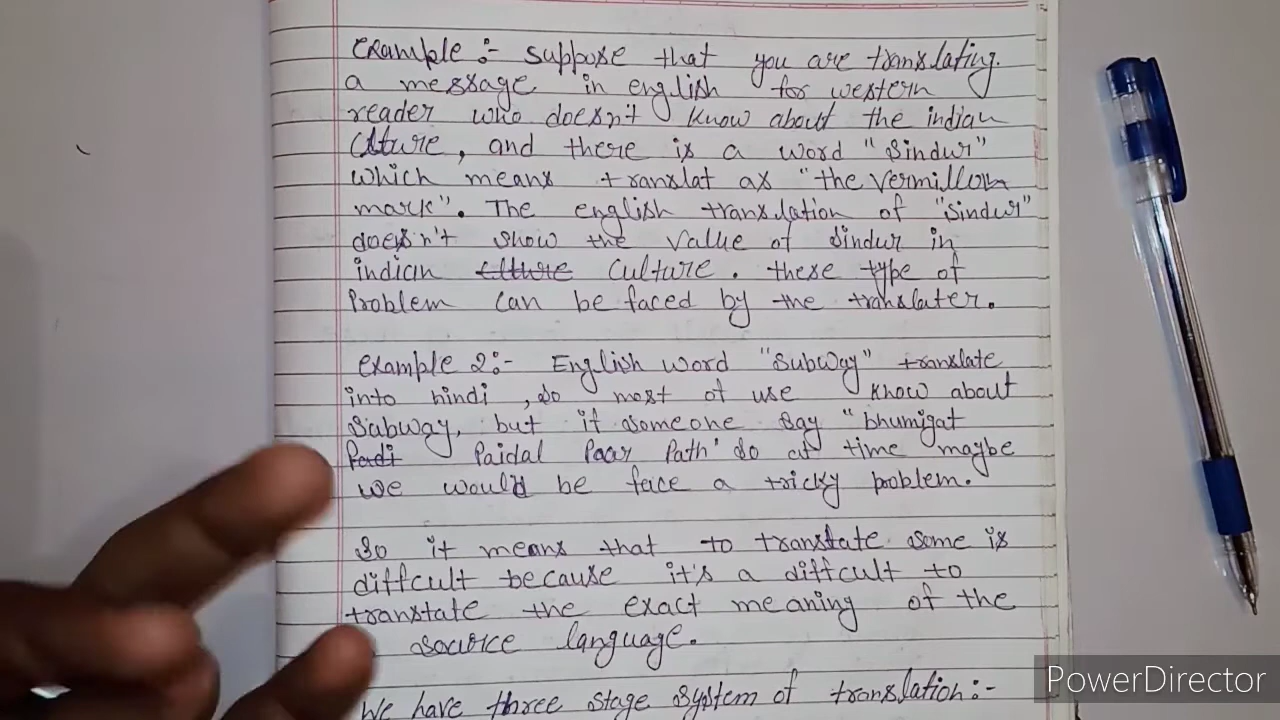 example :- suppose that you are translating.
a message in english for western
reader who doesn't know about the indian
Clture, and there is a word "Sindur"
which means translat as "the vermillon
mark". The english translation of "Sindur"
doesn't show the value of Sindur in
indian clture culture. these type of
problem can be faced by the translater.
example 2:- English word "Subway" translate
into hindi, so most of use know about
Subway, but if someone say "bhumigat
Padi Paidal Paar Path' so at time maybe
we would be face a tricky problem.
So it means that to transtate some is
diffcult because it's a diffcult to
transtate the exact meaning of the
source language.
We have three stage system of translation:-
PowerDirector